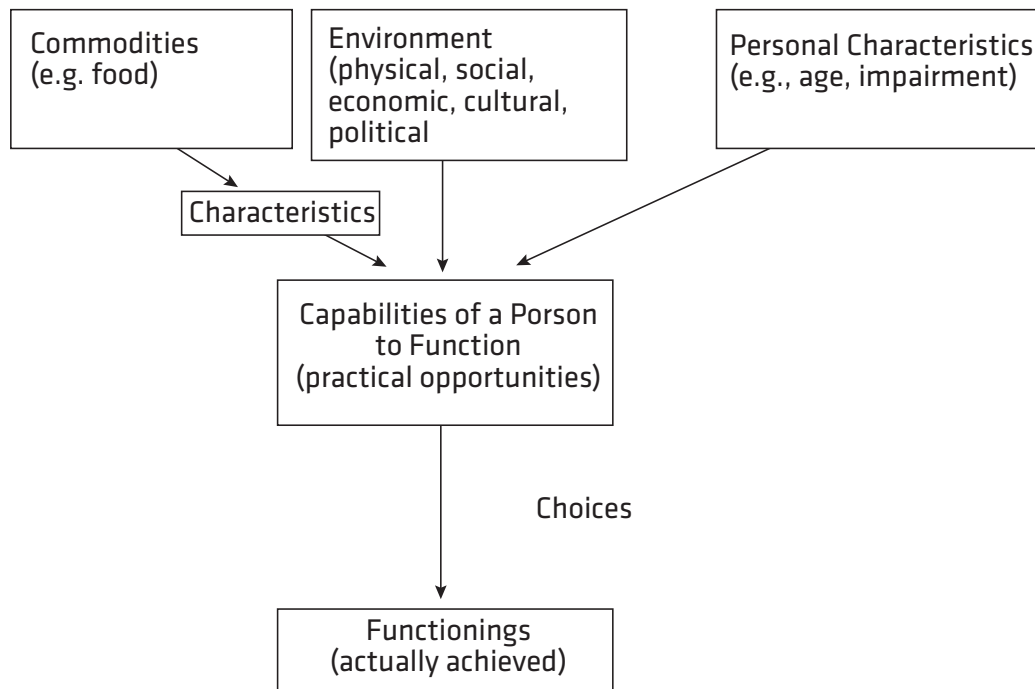 Commodities
(e.g. food)
Environment
(physical, social,
economic, cultural,
political
Personal Characteristics
(e.g., age, impairment)
Characteristics
Capabilities of a Porson
to Function
(practical opportunities)
Choices
Functionings
(actually achieved)